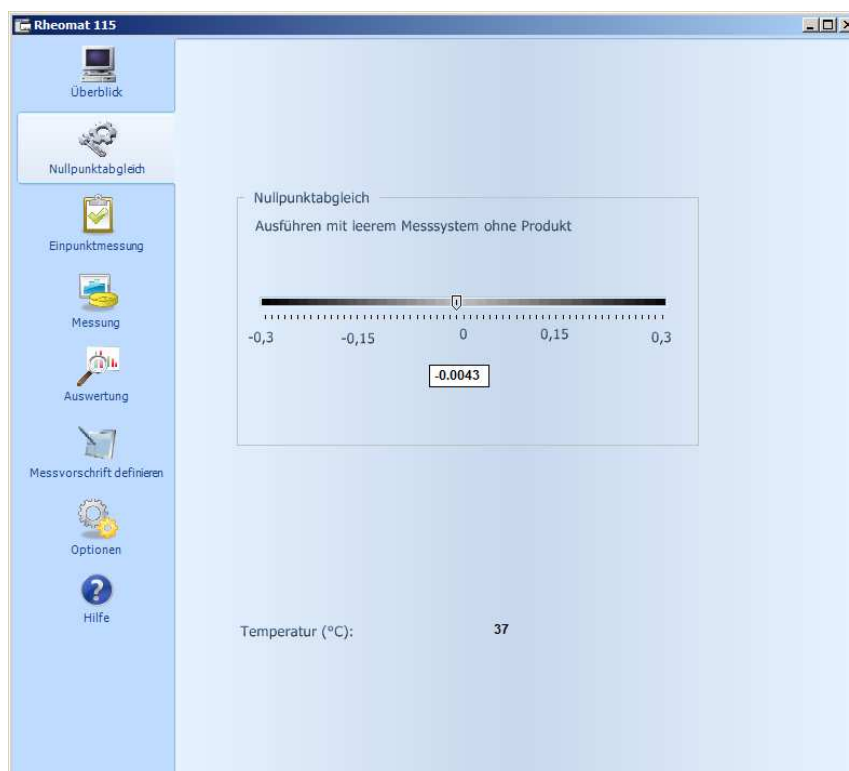 Rheomat 115
Überblick
Nullpunktabgleich
Einpunktmessung
Messung
Auswertung
Messvorschrift definieren
Optionen
Hilfe
Nullpunktabgleich
Ausführen mit leerem Messsystem ohne Produkt
-0,3 -0,15 0 0,15 0,3
-0.0043
Temperatur (°C): 37